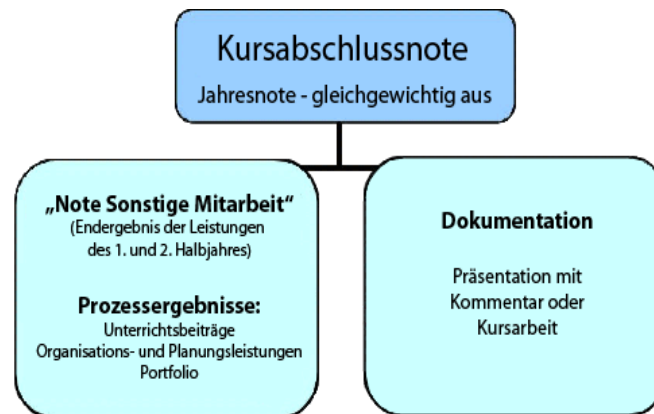 Kursabschlussnote
Jahresnote - gleichgewichtig aus
„Note Sonstige Mitarbeit“
(Endergebnis der Leistungen
des 1. und 2. Halbjahres)
Prozessergebnisse:
Unterrichtsbeiträge
Organisations- und Planungsleistungen
Portfolio
Dokumentation
Präsentation mit
Kommentar oder
Kursarbeit